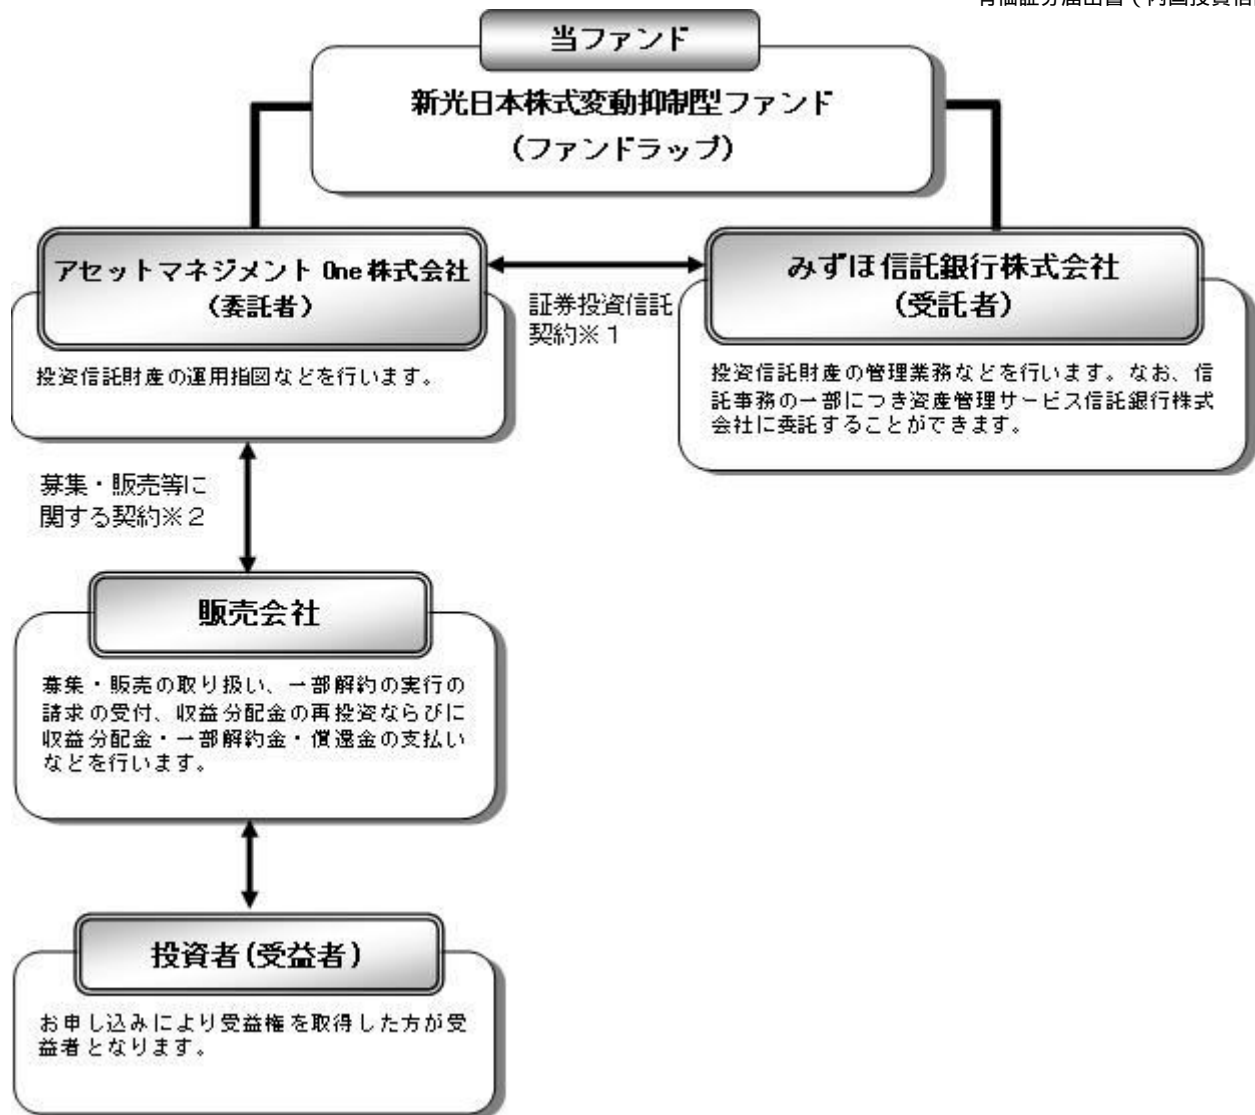 当ファンド
新光日本株式変動抑制型ファンド
(ファンドラップ)
アセットマネジメント One 株式会社
(委託者)
投資信託財産の運用指図などを行います。
証券投資信託
契約※1
みずほ信託銀行株式会社
(受託者)
投資信託財産の管理業務などを行います。なお、信
託事務の一部につき資産管理サービス信託銀行株式
会社に委託することができます。
募集・販売等に
関する契約※2
販売会社
募集・販売の取り扱い、一部解約の実行の
請求の受付、収益分配金の再投資ならびに
収益分配金・一部解約金・償還金の支払い
などを行います。
投資者(受益者)
お申し込みにより受益権を取得した方が受
益者となります。